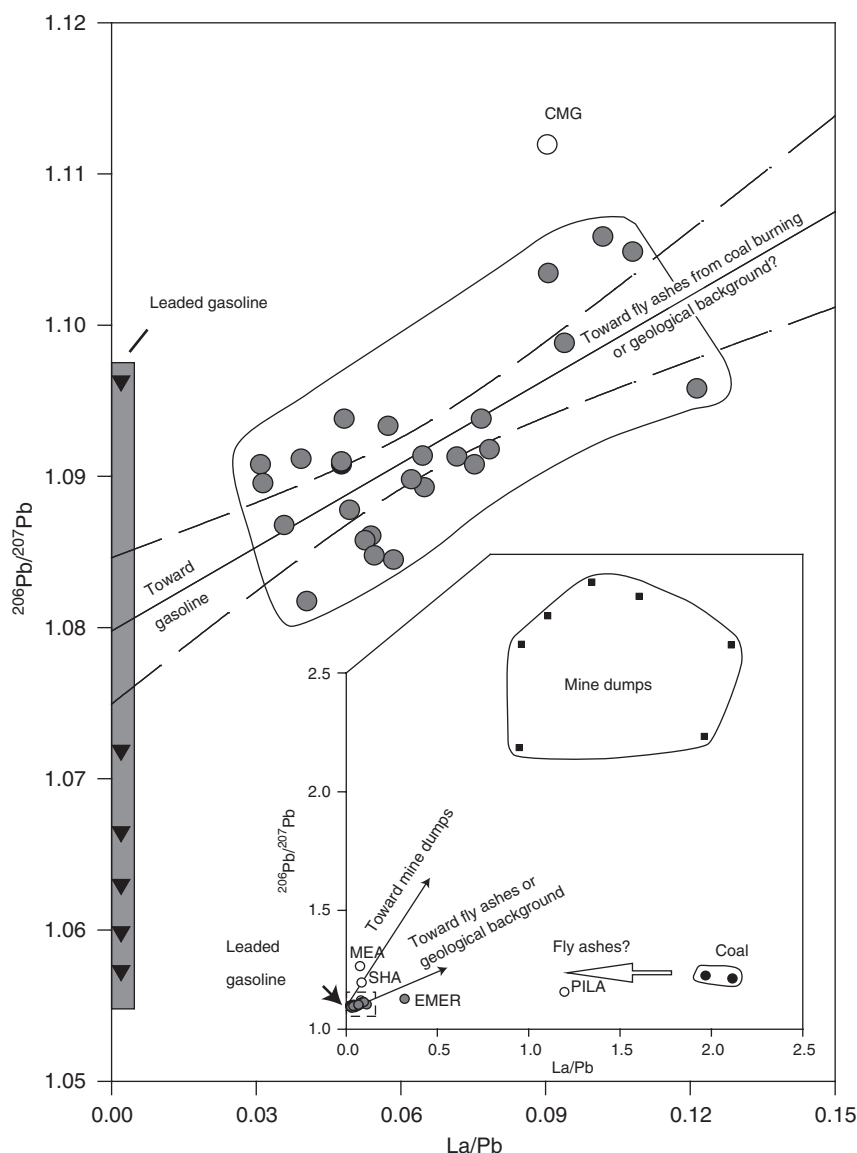 1.12
1.11
1.10
1.09
1.08
1.07
1.06
1.05
206Pb/207Pb
0.00
0.03
0.06
0.09
0.12
0.15
La/Pb
CMG
Leaded gasoline
Toward fly ashes from coal burning
or geological background?
Toward
gasoline
2.5
2.0
1.5
1.0
206Pb/207Pb
0.0
0.5
1.0
1.5
2.0
2.5
La/Pb
Mine dumps
Toward mine dumps
Toward fly ashes or
geological background
Leaded
gasoline
MEA
SHA
EMER
Fly ashes?
PILA
Coal